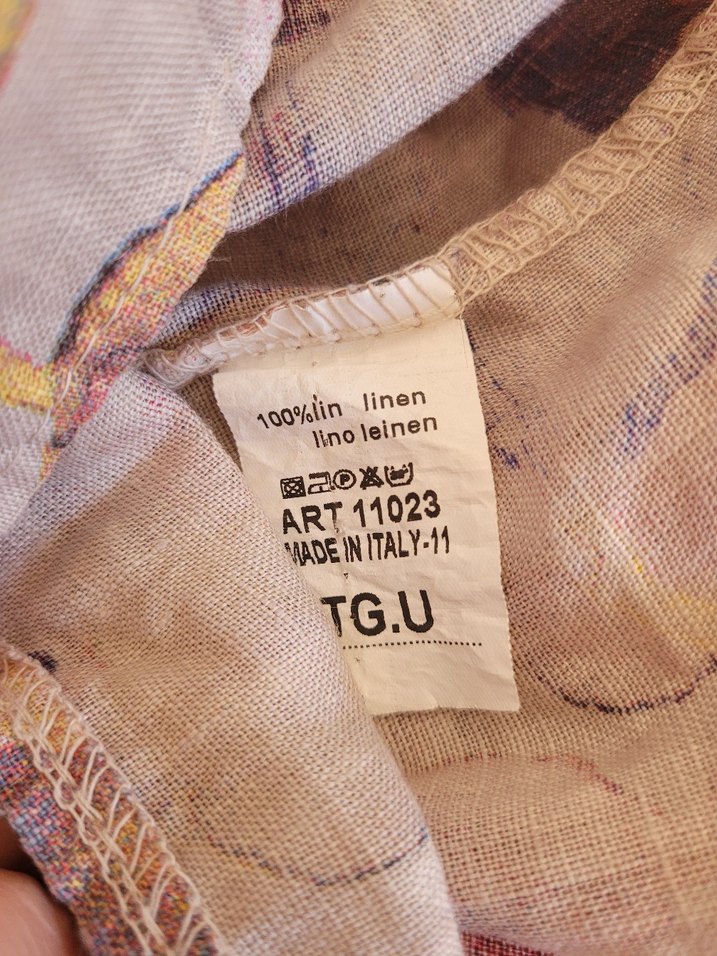 100%lin linen
lino leinen
ART 11023
MADE IN ITALY-11
TG.U